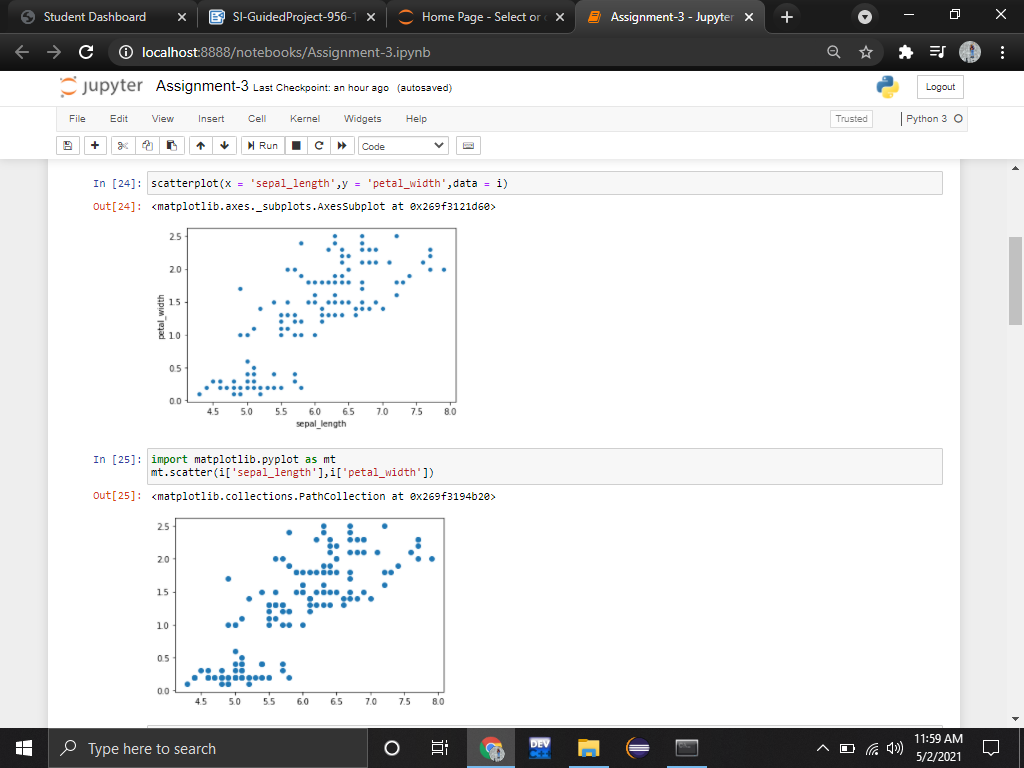 Student Dashboard
SI-GuidedProject-956-1
Home Page - Select or
Assignment-3 - Jupyter
localhost:8888/notebooks/Assignment-3.ipynb
jupyter Assignment-3 Last Checkpoint: an hour ago (autosaved)
Logout
File Edit View Insert Cell Kernel Widgets Help
Trusted
Python 3
Run
Code
In [24]: scatterplot(x = 'sepal_length',y = 'petal_width',data = i)
Out[24]: <matplotlib.axes._subplots.AxesSubplot at 0x269f3121d60>
2.5
2.0
1.5
1.0
0.5
0.0
petal_width
4.5 5.0 5.5 6.0 6.5 7.0 7.5 8.0
sepal_length
In [25]: import matplotlib.pyplot as mt
mt.scatter(i['sepal_length'],i['petal_width'])
Out[25]: <matplotlib.collections.PathCollection at 0x269f3194b20>
2.5
2.0
1.5
1.0
0.5
0.0
4.5 5.0 5.5 6.0 6.5 7.0 7.5 8.0
Type here to search
DEV
C++
11:59 AM
5/2/2021